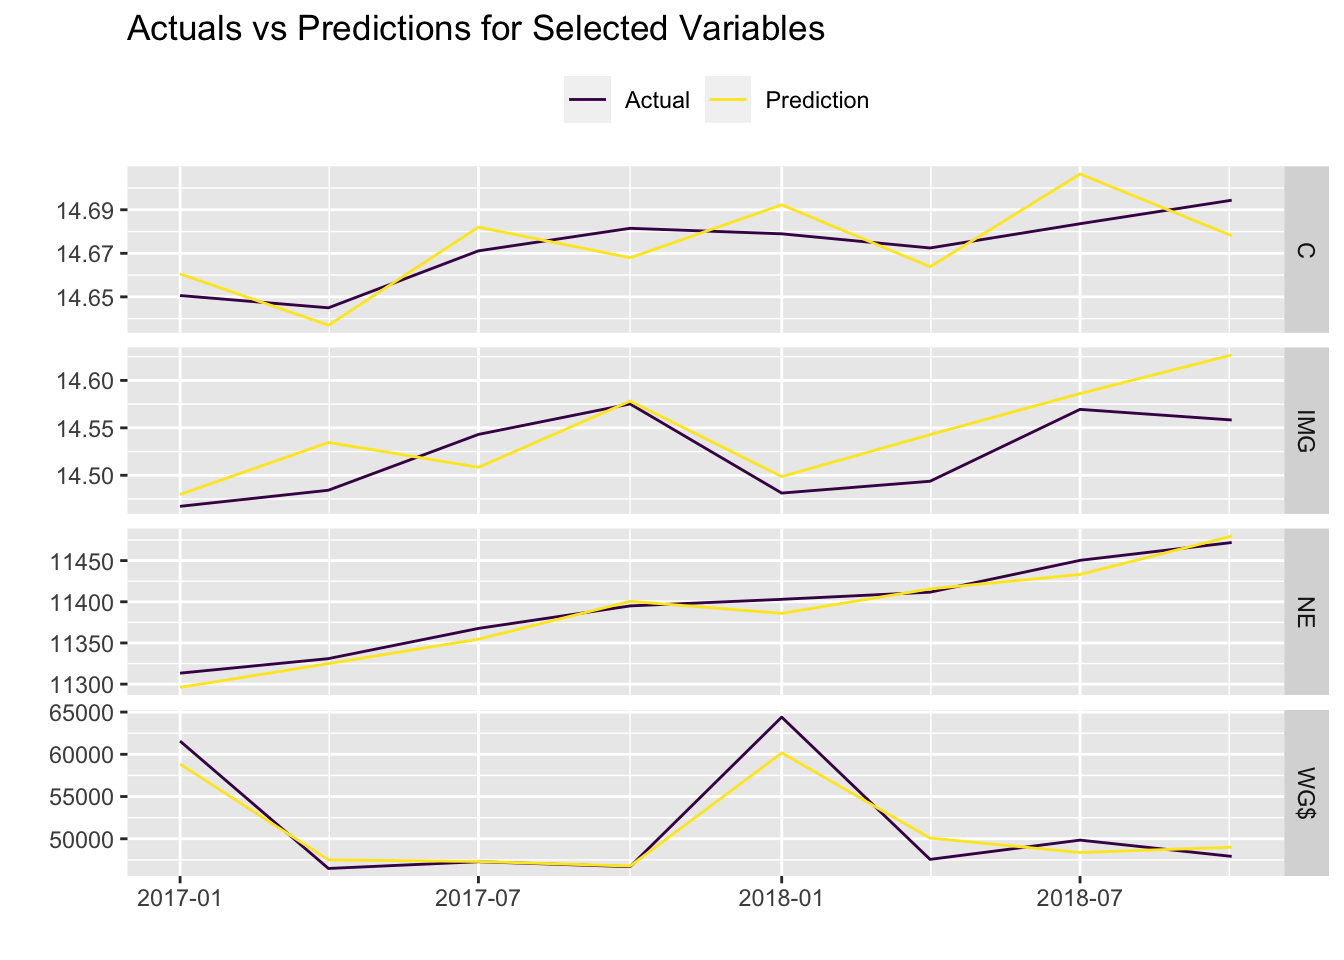 Actuals vs Predictions for Selected Variables
Actual Prediction
14.69
14.67
14.65
C
14.60
14.55
14.50
IMG
11450
11400
11350
11300
NE
65000
60000
55000
50000
WG$
2017-01 2017-07 2018-01 2018-07